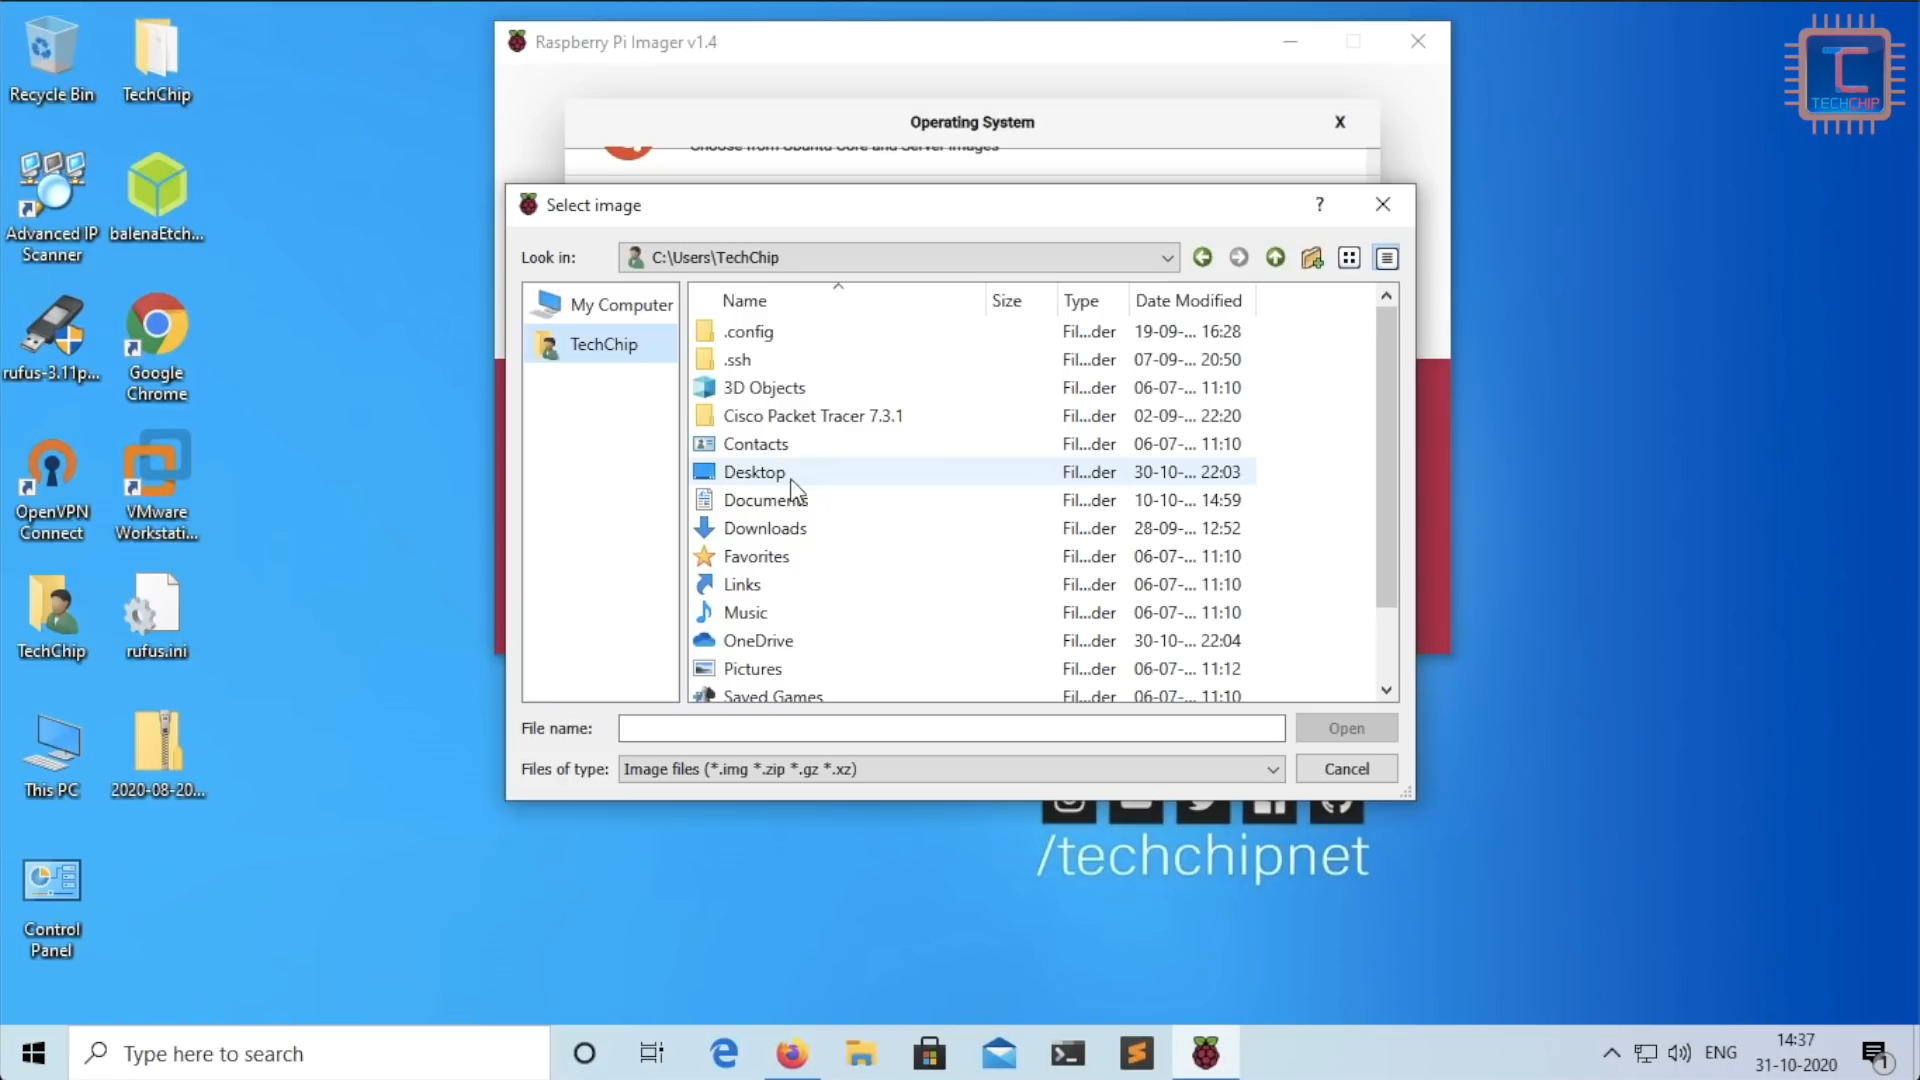 Recycle Bin
TechChip
Advanced IP
Scanner
balenaEtch...
rufus-3.11p...
Google
Chrome
OpenVPN
Connect
VMware
Workstati...
TechChip
rufus.ini
This PC
2020-08-20...
Control
Panel
Raspberry Pi Imager v1.4
Operating System
X
Choose from Ubuntu Core and Server images
Select image
?
Look in:
C:\Users\TechChip
My Computer
TechChip
Name Size Type Date Modified
.config Fil...der 19-09-... 16:28
.ssh Fil...der 07-09-... 20:50
3D Objects Fil...der 06-07-... 11:10
Cisco Packet Tracer 7.3.1 Fil...der 02-09-... 22:20
Contacts Fil...der 06-07-... 11:10
Desktop Fil...der 30-10-... 22:03
Documents Fil...der 10-10-... 14:59
Downloads Fil...der 28-09-... 12:52
Favorites Fil...der 06-07-... 11:10
Links Fil...der 06-07-... 11:10
Music Fil...der 06-07-... 11:10
OneDrive Fil...der 30-10-... 22:04
Pictures Fil...der 06-07-... 11:12
Saved Games Fil...der 06-07-... 11:10
File name:
Open
Files of type: Image files (*.img *.zip *.gz *.xz)
Cancel
/techchipnet
TC
TECHCHIP
Type here to search
ENG
14:37
31-10-2020
1